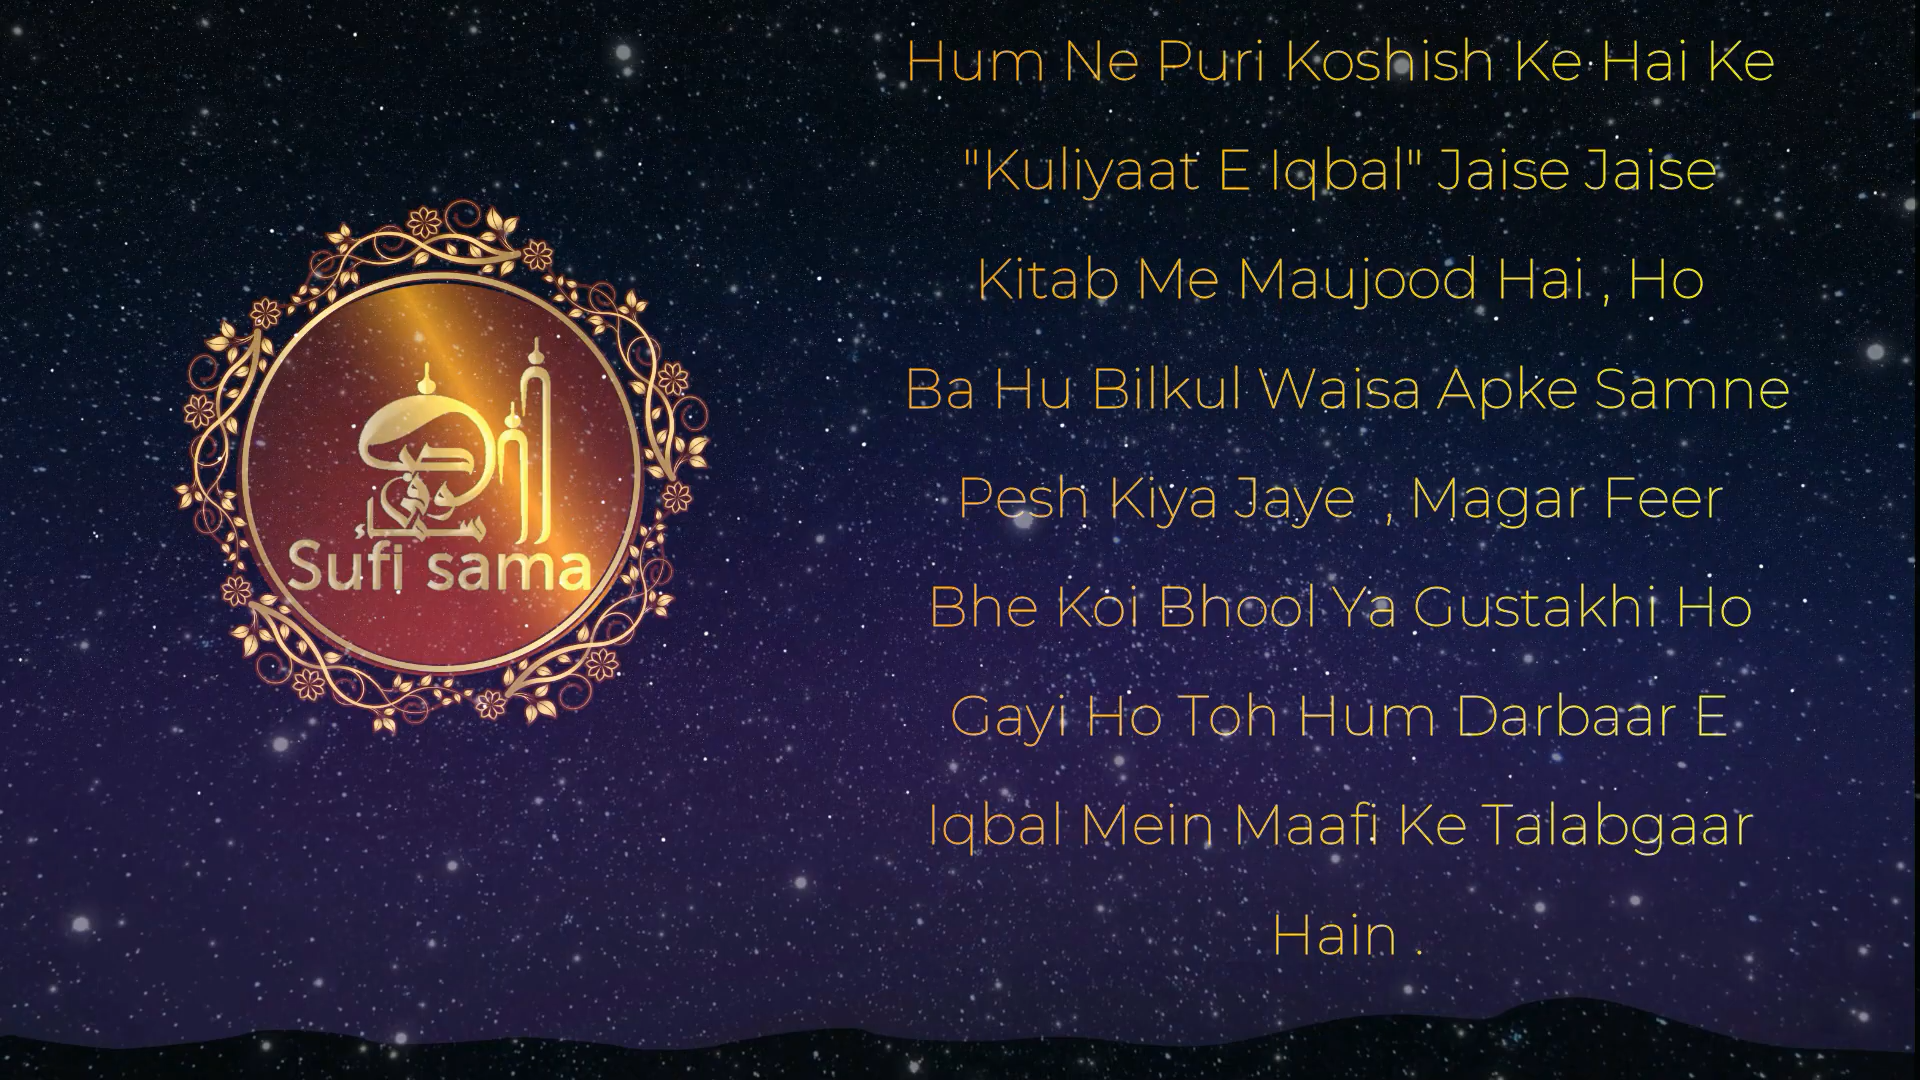 صوفی
سماء
Sufi sama
Hum Ne Puri Koshish Ke Hai Ke
"Kuliyaat E Iqbal" Jaise Jaise
Kitab Me Maujood Hai , Ho
Ba Hu Bilkul Waisa Apke Samne
Pesh Kiya Jaye , Magar Feer
Bhe Koi Bhool Ya Gustakhi Ho
Gayi Ho Toh Hum Darbaar E
Iqbal Mein Maafi Ke Talabgaar
Hain .